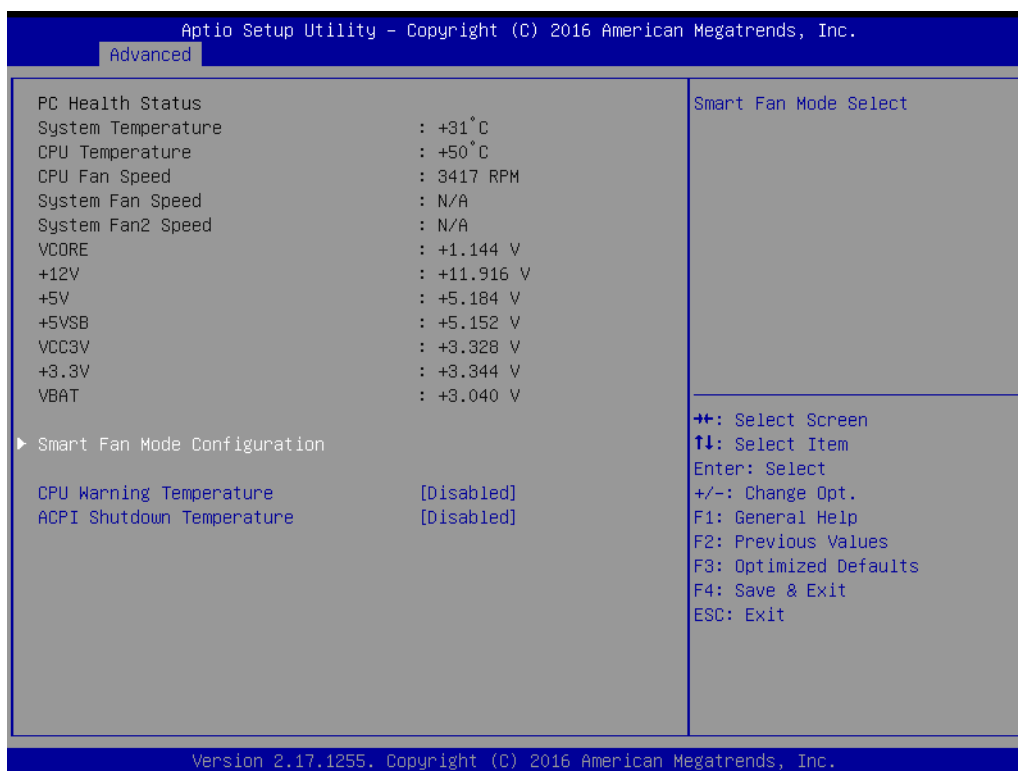 Aptio Setup Utility – Copyright (C) 2016 American Megatrends, Inc.
Advanced
PC Health Status
System Temperature : +31°C
CPU Temperature : +50°C
CPU Fan Speed : 3417 RPM
System Fan Speed : N/A
System Fan2 Speed : N/A
VCORE : +1.144 V
+12V : +11.916 V
+5V : +5.184 V
+5VSB : +5.152 V
VCC3V : +3.328 V
+3.3V : +3.344 V
VBAT : +3.040 V
▶ Smart Fan Mode Configuration
CPU Warning Temperature [Disabled]
ACPI Shutdown Temperature [Disabled]
Smart Fan Mode Select
→←: Select Screen
↑↓: Select Item
Enter: Select
+/-: Change Opt.
F1: General Help
F2: Previous Values
F3: Optimized Defaults
F4: Save & Exit
ESC: Exit
Version 2.17.1255. Copyright (C) 2016 American Megatrends, Inc.